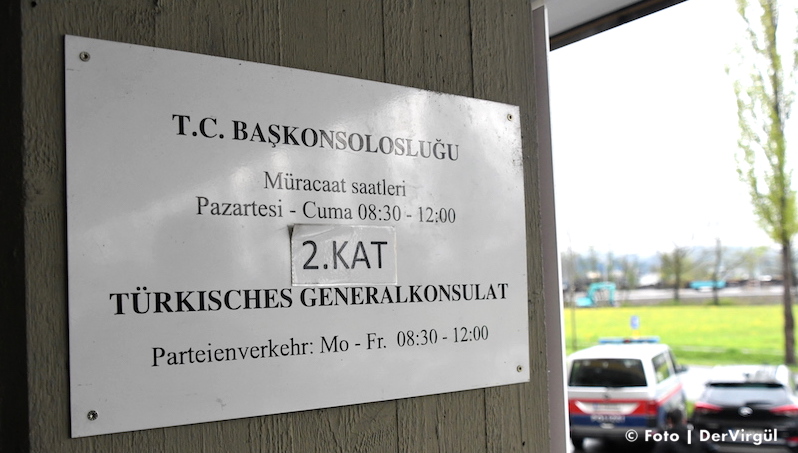 T.C. BAŞKONSOLOSLUĞU
Müracaat saatleri
Pazartesi - Cuma 08:30 - 12:00
2.KAT
TÜRKISCHES GENERALKONSULAT
Parteienverkehr: Mo - Fr. 08:30 - 12:00
© Foto | DerVirgül